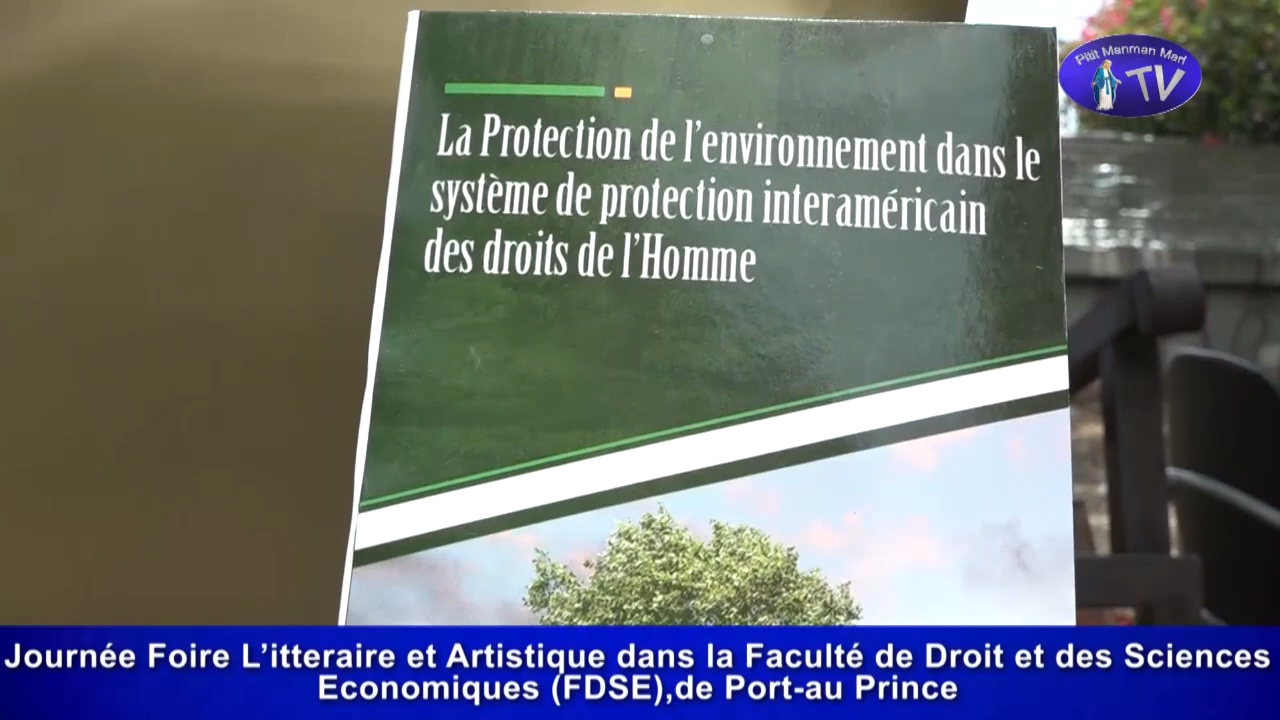 Pitit Manman Mari
TV
La Protection de l'environnement dans le
système de protection interaméricain
des droits de l'Homme
Journée Foire L’itteraire et Artistique dans la Faculté de Droit et des Sciences
Economiques (FDSE),de Port-au Prince